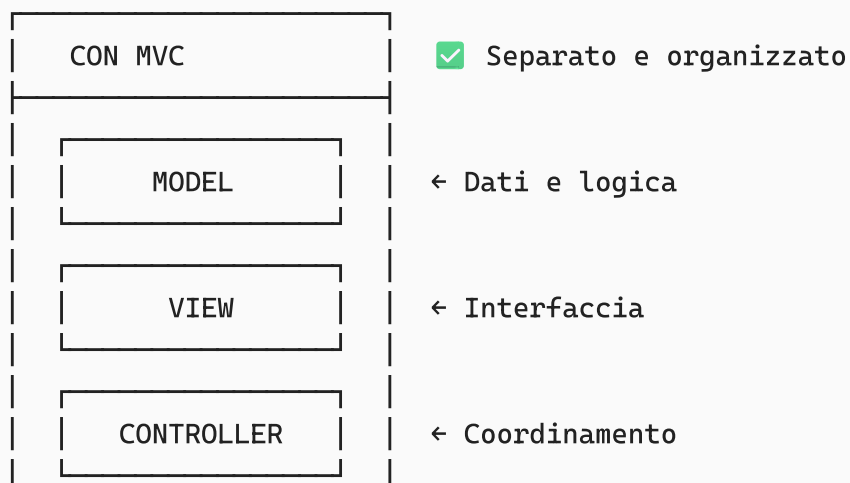 CON MVC ✅ Separato e organizzato
MODEL ← Dati e logica
VIEW ← Interfaccia
CONTROLLER ← Coordinamento